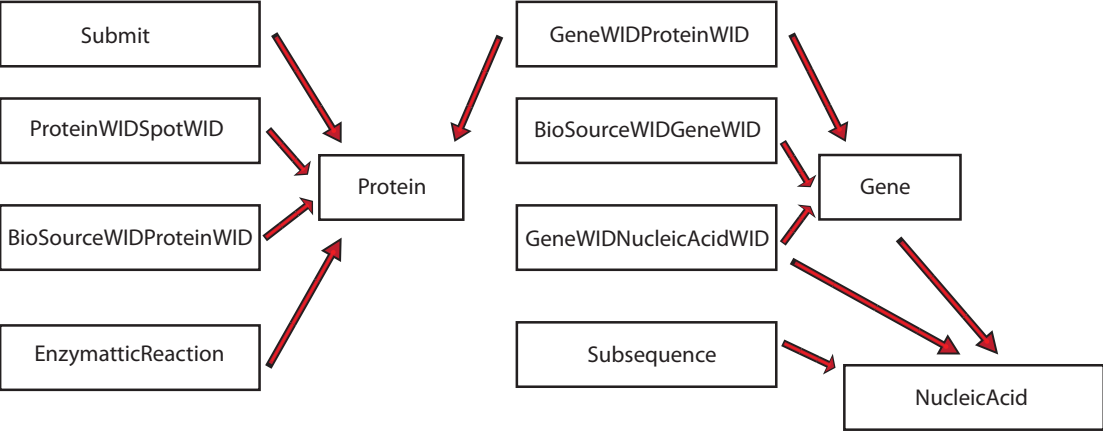 Submit
GeneWIDProteinWID
ProteinWIDSpotWID
BioSourceWIDGeneWID
Protein
Gene
BioSourceWIDProteinWID
GeneWIDNucleicAcidWID
EnzymatticReaction
Subsequence
NucleicAcid